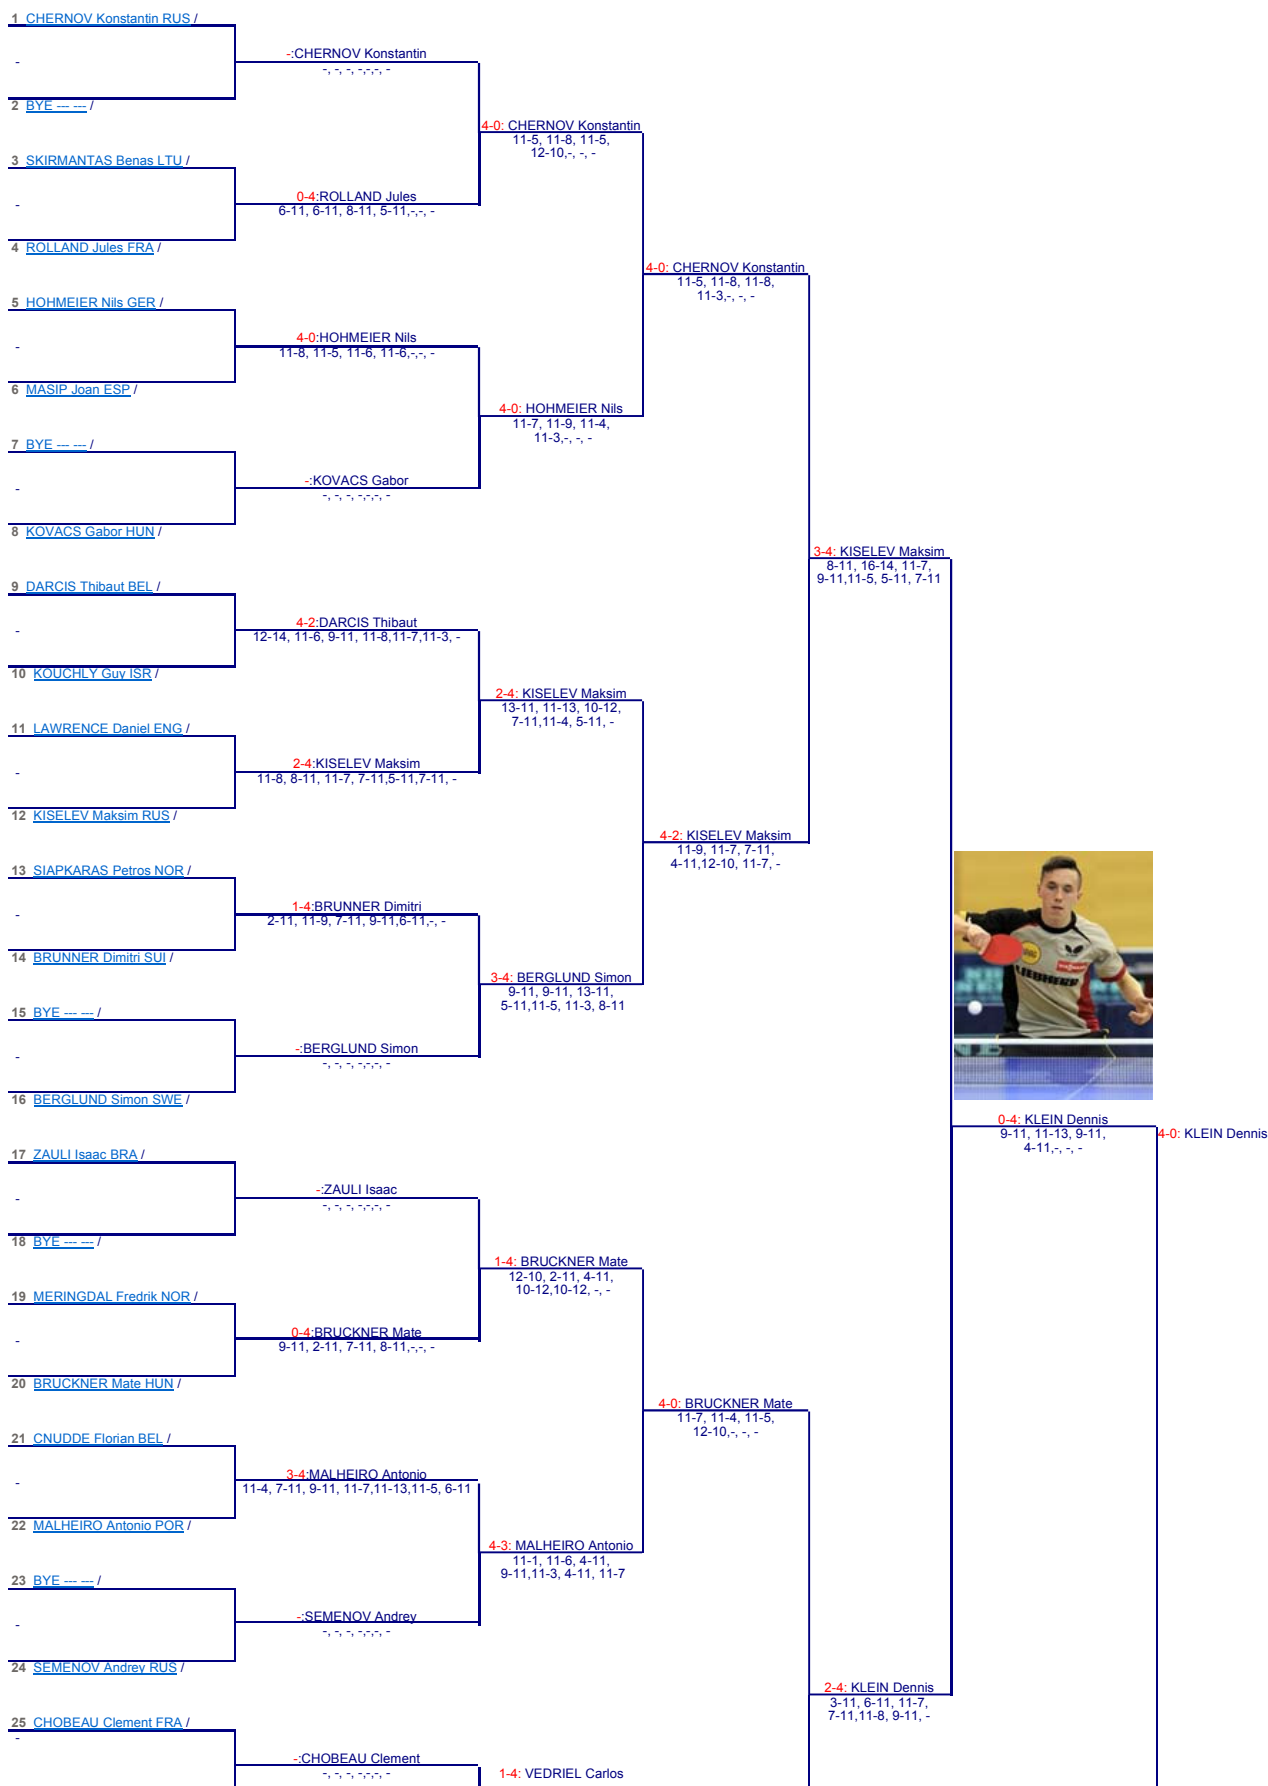 1 CHERNOV Konstantin RUS /
-
-:CHERNOV Konstantin
-, -, -, -,-,-, -
2 BYE --- --- /
4-0: CHERNOV Konstantin
11-5, 11-8, 11-5,
12-10,-, -, -
3 SKIRMANTAS Benas LTU /
-
0-4:ROLLAND Jules
6-11, 6-11, 8-11, 5-11,-,-, -
4 ROLLAND Jules FRA /
4-0: CHERNOV Konstantin
11-5, 11-8, 11-8,
11-3,-, -, -
5 HOHMEIER Nils GER /
-
4-0:HOHMEIER Nils
11-8, 11-5, 11-6, 11-6,-,-, -
6 MASIP Joan ESP /
4-0: HOHMEIER Nils
11-7, 11-9, 11-4,
11-3,-, -, -
7 BYE --- --- /
-
-:KOVACS Gabor
-, -, -, -,-,-, -
8 KOVACS Gabor HUN /
3-4: KISELEV Maksim
8-11, 16-14, 11-7,
9-11,11-5, 5-11, 7-11
9 DARCIS Thibaut BEL /
-
4-2:DARCIS Thibaut
12-14, 11-6, 9-11, 11-8,11-7,11-3, -
10 KOUCHLY Guy ISR /
2-4: KISELEV Maksim
13-11, 11-13, 10-12,
7-11,11-4, 5-11, -
11 LAWRENCE Daniel ENG /
-
2-4:KISELEV Maksim
11-8, 8-11, 11-7, 7-11,5-11,7-11, -
12 KISELEV Maksim RUS /
4-2: KISELEV Maksim
11-9, 11-7, 7-11,
4-11,12-10, 11-7, -
13 SIAPKARAS Petros NOR /
-
1-4:BRUNNER Dimitri
2-11, 11-9, 7-11, 9-11,6-11,-, -
14 BRUNNER Dimitri SUI /
3-4: BERGLUND Simon
9-11, 9-11, 13-11,
5-11,11-5, 11-3, 8-11
15 BYE --- --- /
-
-:BERGLUND Simon
-, -, -, -,-,-, -
16 BERGLUND Simon SWE /
LIEBHERR
0-4: KLEIN Dennis
9-11, 11-13, 9-11,
4-11,-, -, -
4-0: KLEIN Dennis
17 ZAULI Isaac BRA /
-
-:ZAULI Isaac
-, -, -, -,-,-, -
18 BYE --- --- /
1-4: BRUCKNER Mate
12-10, 2-11, 4-11,
10-12,10-12, -, -
19 MERINGDAL Fredrik NOR /
-
0-4:BRUCKNER Mate
9-11, 2-11, 7-11, 8-11,-,-, -
20 BRUCKNER Mate HUN /
4-0: BRUCKNER Mate
11-7, 11-4, 11-5,
12-10,-, -, -
21 CNUDDE Florian BEL /
-
3-4:MALHEIRO Antonio
11-4, 7-11, 9-11, 11-7,11-13,11-5, 6-11
22 MALHEIRO Antonio POR /
4-3: MALHEIRO Antonio
11-1, 11-6, 4-11,
9-11,11-3, 4-11, 11-7
23 BYE --- --- /
-
-:SEMENOV Andrey
-, -, -, -,-,-, -
24 SEMENOV Andrey RUS /
2-4: KLEIN Dennis
3-11, 6-11, 11-7,
7-11,11-8, 9-11, -
25 CHOBEAU Clement FRA /
-
-:CHOBEAU Clement
-, -, -, -,-,-, -
1-4: VEDRIEL Carlos